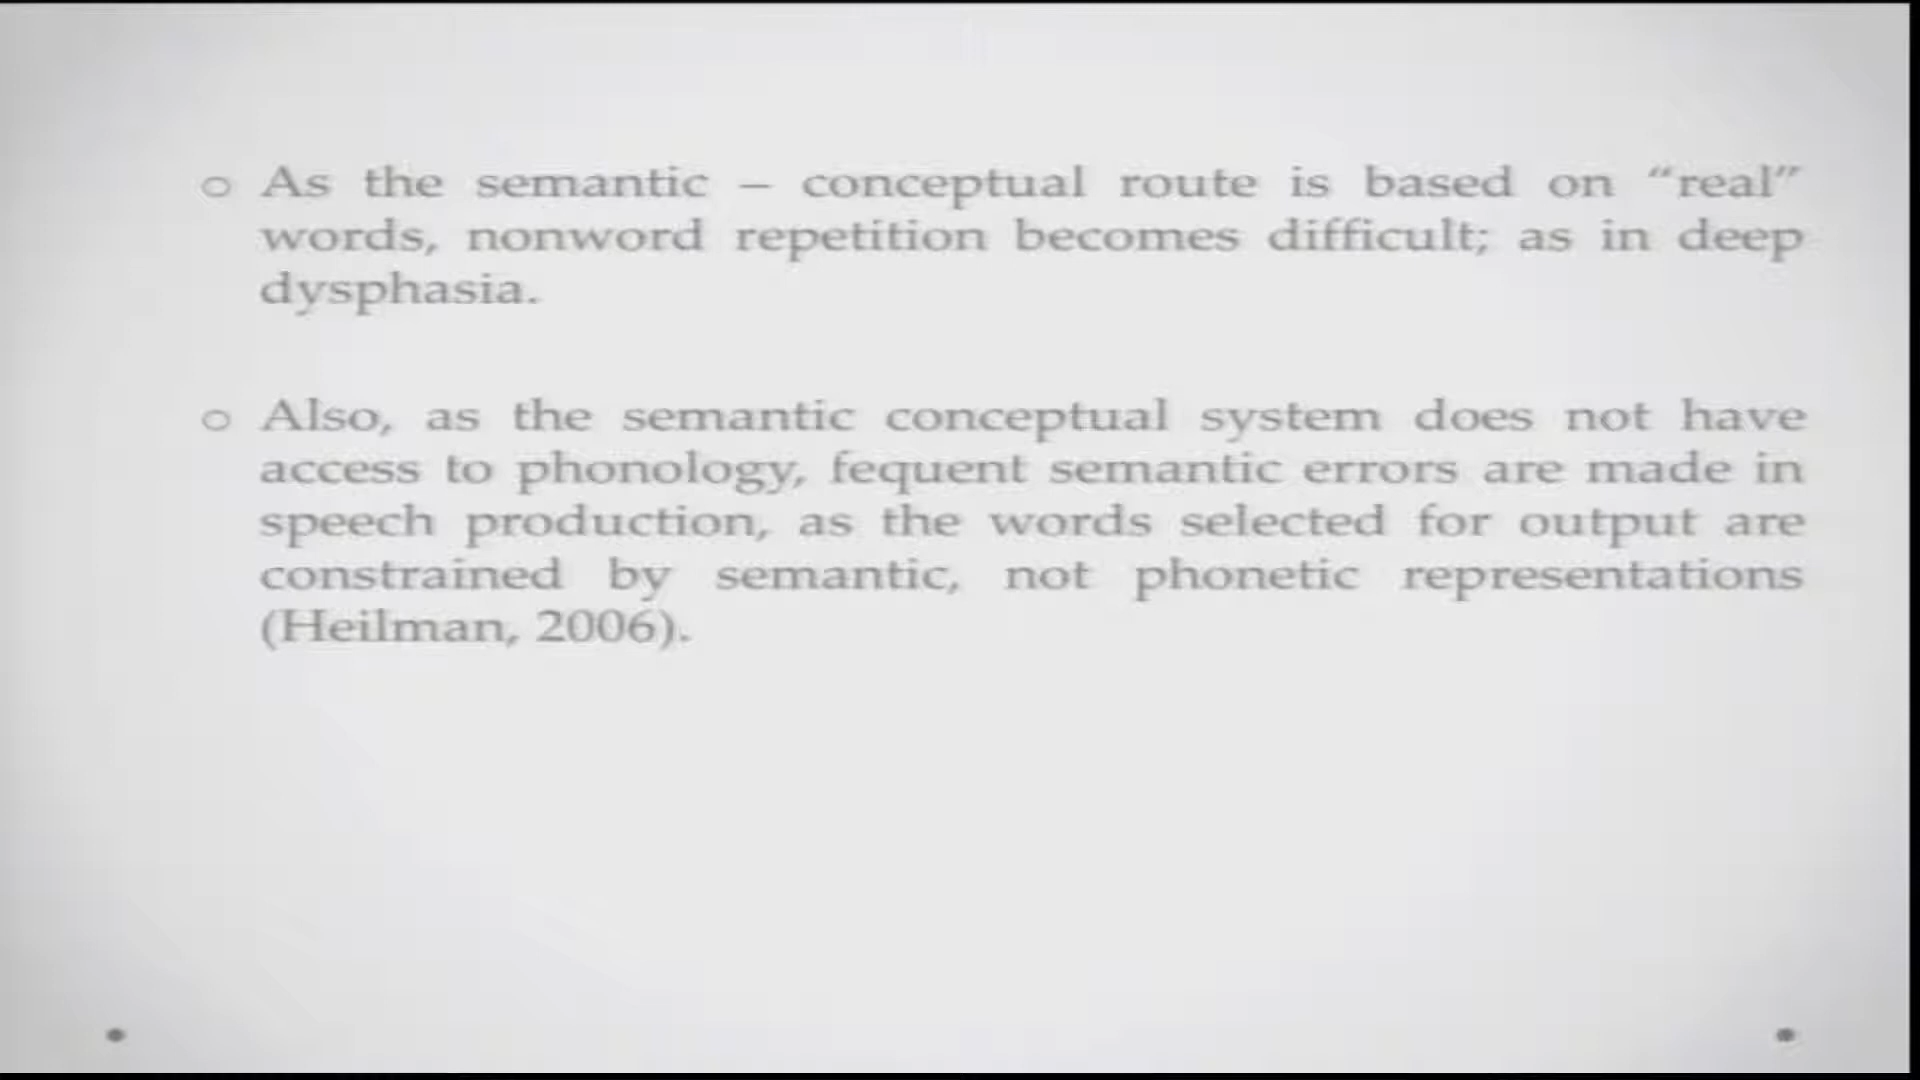 o As the semantic – conceptual route is based on “real”
words, nonword repetition becomes difficult; as in deep
dysphasia.
o Also, as the semantic conceptual system does not have
access to phonology, fequent semantic errors are made in
speech production, as the words selected for output are
constrained by semantic, not phonetic representations
(Heilman, 2006).